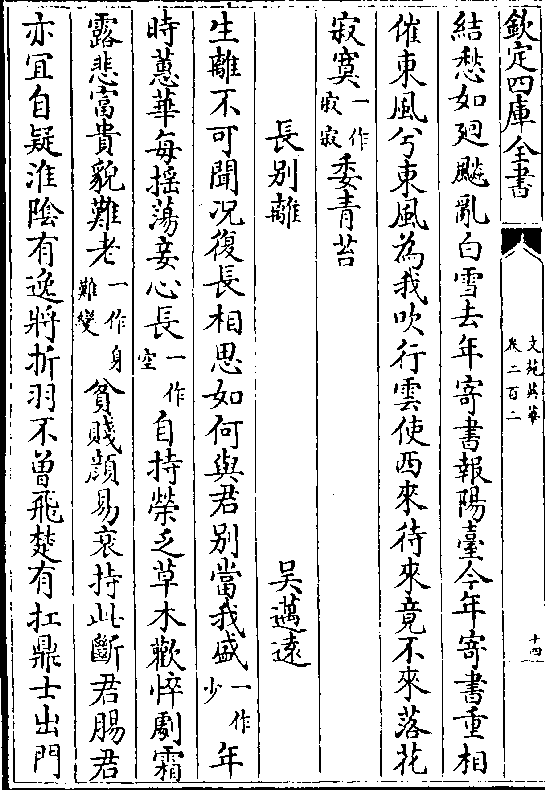 欽定四庫全書
文苑英華
卷二百二
十四
結愁如廻飈亂白雪去年寄書報陽臺今年寄書重相
催東風兮東風為我吹行雲使西來待來竟不來落花
寂寞一作寂寂委青苔
長别離 吴邁遠
生離不可聞况復長相思如何與君别當我盛一作少年
時蕙華每揺蕩妾心長一作空自持榮乏草木歡悴劇霜
露悲富貴貌難老一作身難變貧賤顔易衰持此斷君腸君
亦宜自疑淮陰有逸將折羽不曽飛楚有扛鼎士出門